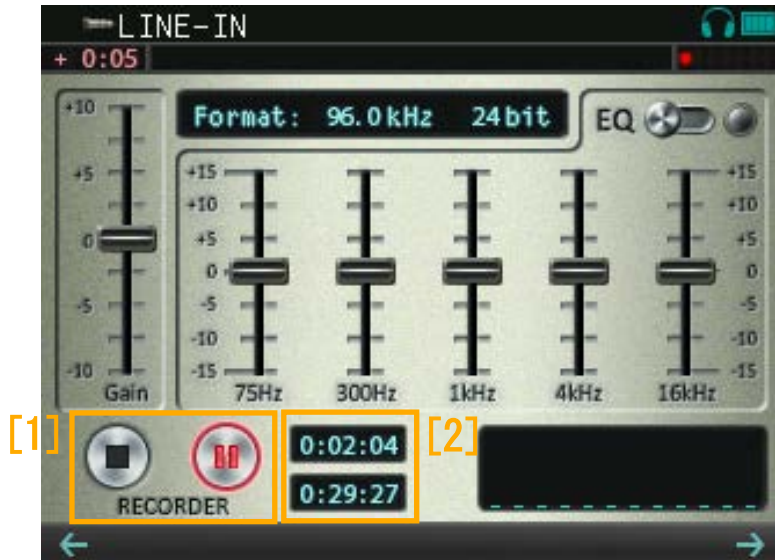 LINE-IN
+ 0:05
Format: 96.0kHz 24bit
EQ
+10
+5
0
-5
-10
Gain
+15 +15
+10 +10
+5 +5
0 0
-5 -5
-10 -10
-15 -15
75Hz 300Hz 1kHz 4kHz 16kHz
[1] [2]
0:02:04
0:29:27
RECORDER